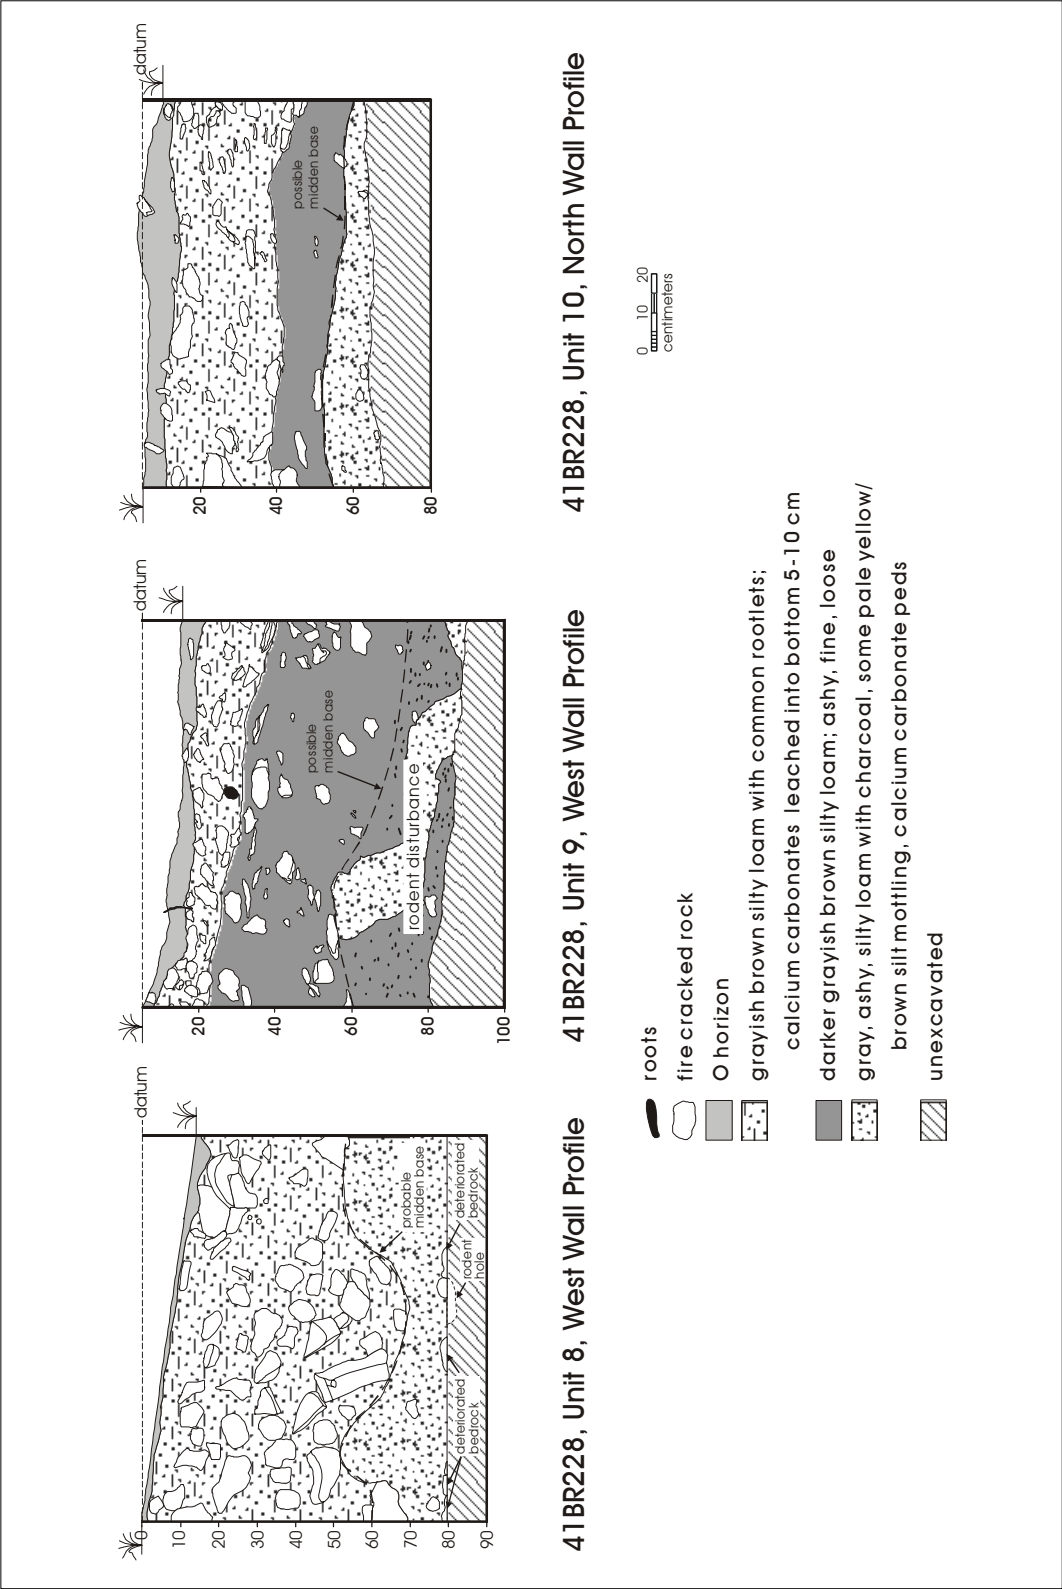 datum
0
10
20
30
40
50
60
70
80
90
probable
midden base
deteriorated
bedrock
rodent
hole
deteriorated
bedrock
41BR228, Unit 8, West Wall Profile
datum
20
40
60
80
100
possible
midden base
rodent disturbance
41BR228, Unit 9, West Wall Profile
datum
20
40
60
80
possible
midden base
41BR228, Unit 10, North Wall Profile
roots
fire cracked rock
O horizon
grayish brown silty loam with common rootlets;
calcium carbonates leached into bottom 5-10 cm
darker grayish brown silty loam; ashy, fine, loose
gray, ashy, silty loam with charcoal, some pale yellow/
brown silt mottling, calcium carbonate peds
unexcavated
0 10 20
centimeters